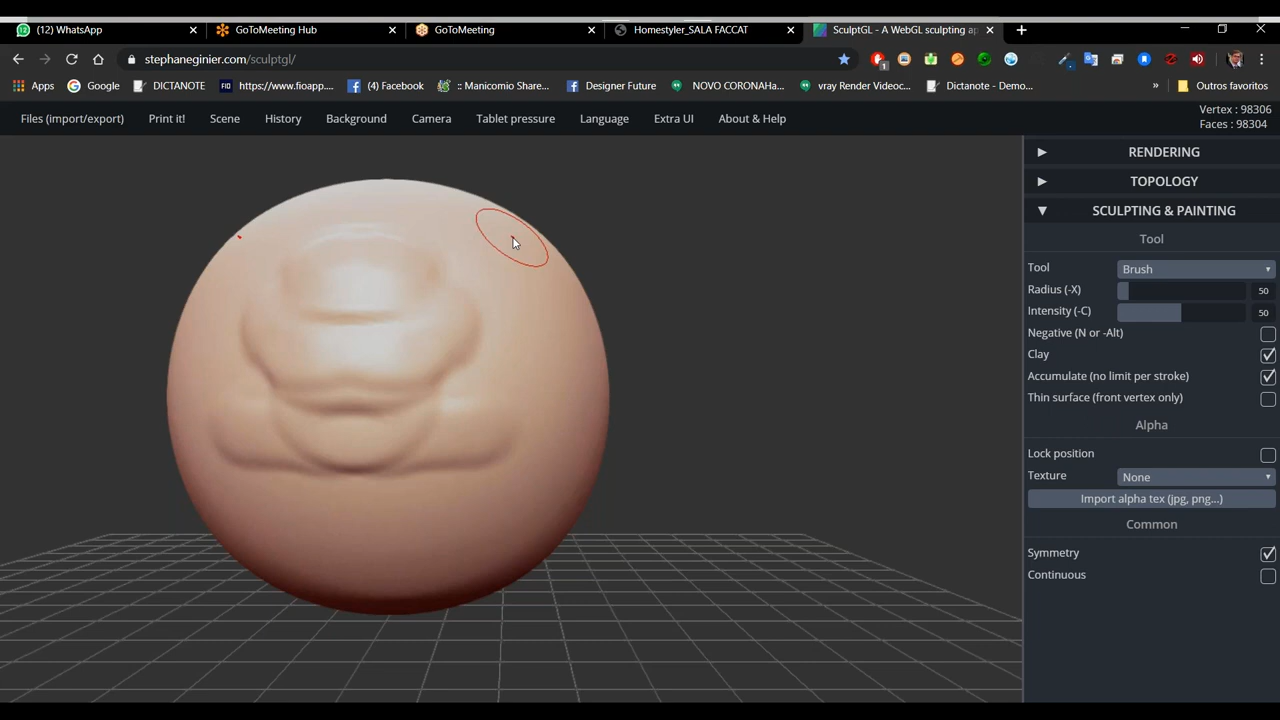 (12) WhatsApp
GoToMeeting Hub
GoToMeeting
Homestyler_SALA FACCAT
SculptGL - A WebGL sculpting ap
stephaneginier.com/sculptgl/
Apps
Google
DICTANOTE
https://www.fioapp....
(4) Facebook
:: Maricomio Share...
Designer Future
NOVO CORONAHa...
vray Render Videoc...
Dictanote - Demo...
»
Outros favoritos
Files (import/export)
Print it!
Scene
History
Background
Camera
Tablet pressure
Language
Extra UI
About & Help
Vertex : 98306
Faces : 98304
RENDERING
TOPOLOGY
SCULPTING & PAINTING
Tool
Tool
Brush
Radius (-X)
50
Intensity (-C)
50
Negative (N or -Alt)
Clay
Accumulate (no limit per stroke)
Thin surface (front vertex only)
Alpha
Lock position
Texture
None
Import alpha tex (jpg, png...)
Common
Symmetry
Continuous